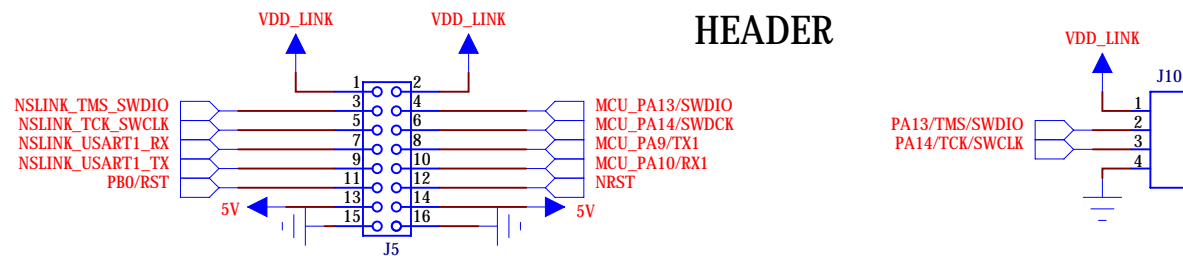 HEADER
VDD_LINK VDD_LINK
1 2
NSLINK_TMS_SWDIO 3 4 MCU_PA13/SWDIO
NSLINK_TCK_SWCLK 5 6 MCU_PA14/SWDCK
NSLINK_USART1_RX 7 8 MCU_PA9/TX1
NSLINK_USART1_TX 9 10 MCU_PA10/RX1
PB0/RST 11 12 NRST
5V 13 14 5V
15 16
J5
VDD_LINK
J10
1
PA13/TMS/SWDIO 2
PA14/TCK/SWCLK 3
4